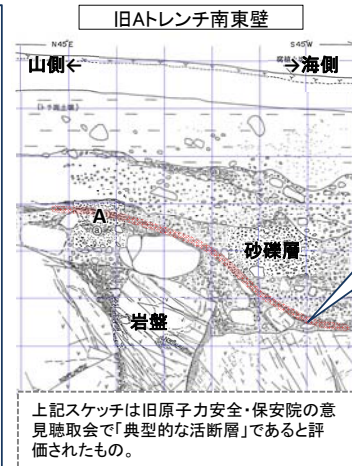 旧Aトレンチ南東壁
N45°E
S45°W
山側←
→海側
A
砂礫層
岩盤
上記スケッチは旧原子力安全・保安院の意
見聴取会で「典型的な活断層」であると評
価されたもの。